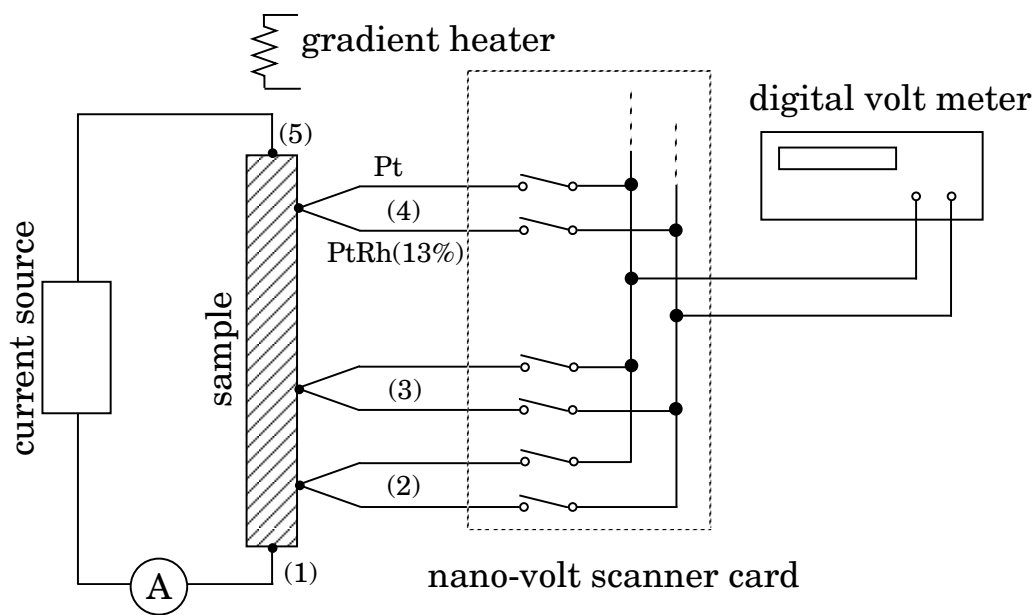 gradient heater
digital volt meter
(5)
Pt
(4)
PtRh(13%)
current source
sample
(3)
(2)
(1)
A
nano-volt scanner card